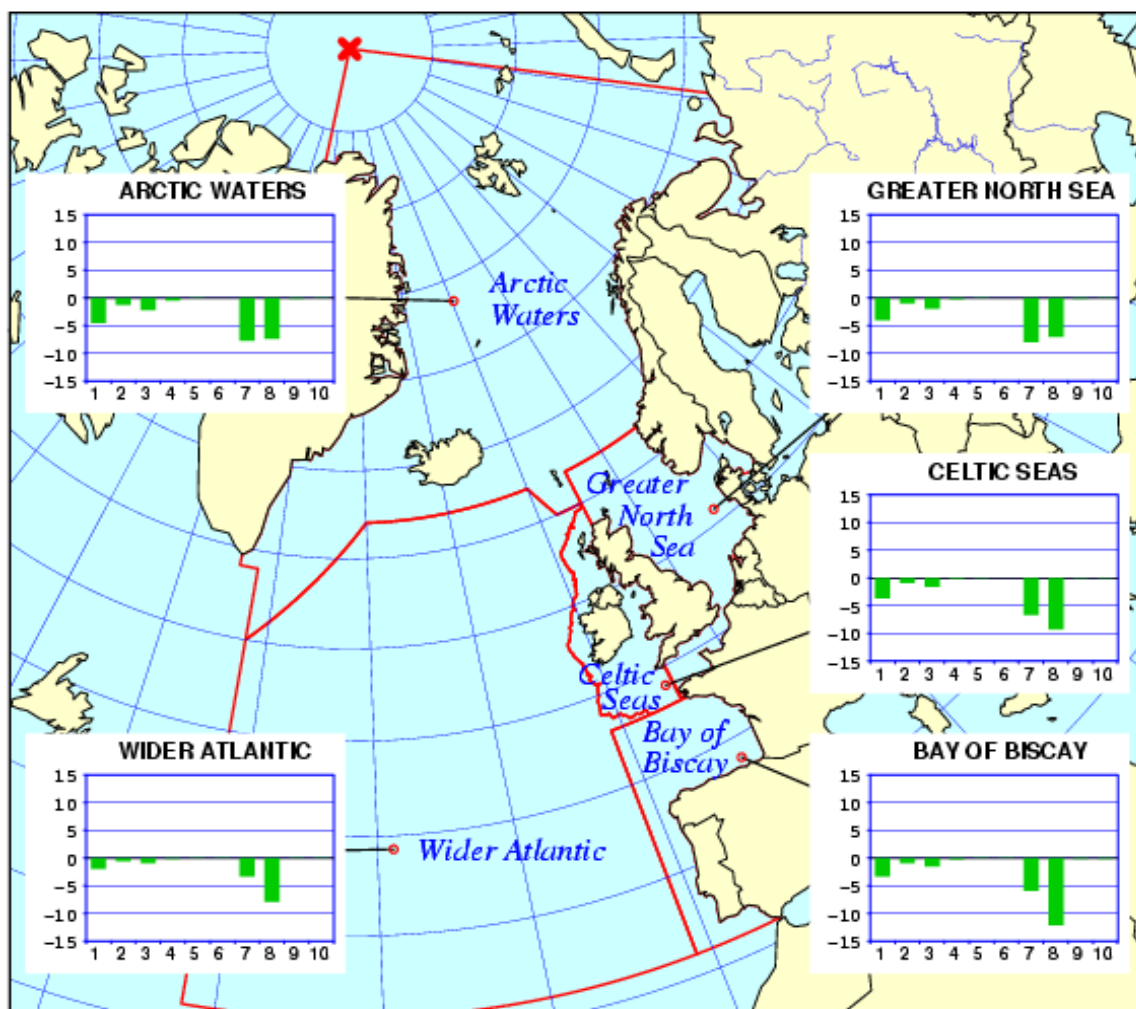 ARCTIC WATERS
15
10
5
0
−5
−10
−15
1 2 3 4 5 6 7 8 9 10
GREATER NORTH SEA
15
10
5
0
−5
−10
−15
1 2 3 4 5 6 7 8 9 10
Arctic
Waters
CELTIC SEAS
15
10
5
0
−5
−10
−15
1 2 3 4 5 6 7 8 9 10
Greater
North
Sea
Celtic
Seas
Bay of
Biscay
WIDER ATLANTIC
15
10
5
0
−5
−10
−15
1 2 3 4 5 6 7 8 9 10
Wider Atlantic
BAY OF BISCAY
15
10
5
0
−5
−10
−15
1 2 3 4 5 6 7 8 9 10